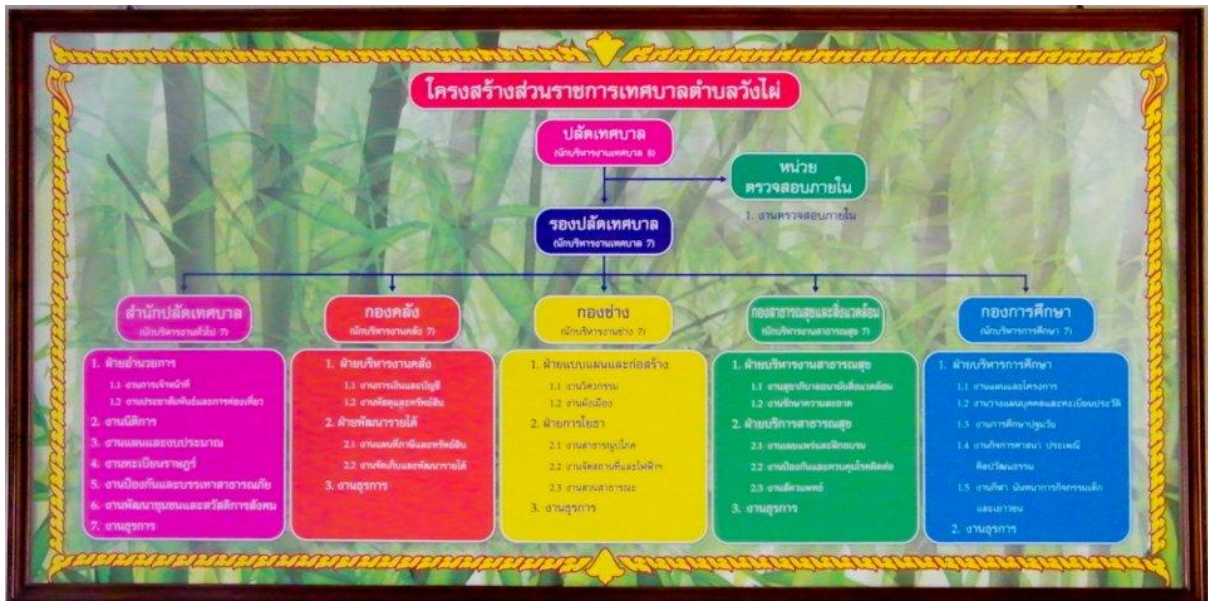 โครงสร้างส่วนราชการเทศบาลตำบลวังไผ่
ปลัดเทศบาล
(นักบริหารงานเทศบาล 8)
หน่วย
ตรวจสอบภายใน
1. งานตรวจสอบภายใน
รองปลัดเทศบาล
(นักบริหารงานเทศบาล 7)
สำนักปลัดเทศบาล
(นักบริหารงานทั่วไป 7)
1. ฝ่ายอำนวยการ
1.1 งานการเจ้าหน้าที่
1.2 งานประชาสัมพันธ์และการท่องเที่ยว
2. งานนิติการ
3. งานแผนและงบประมาณ
4. งานทะเบียนราษฎร์
5. งานป้องกันและบรรเทาสาธารณภัย
6. งานพัฒนาชุมชนและสวัสดิการสังคม
7. งานธุรการ
กองคลัง
(นักบริหารงานคลัง 7)
1. ฝ่ายบริหารงานคลัง
1.1 งานการเงินและบัญชี
1.2 งานพัสดุและทรัพย์สิน
2. ฝ่ายพัฒนารายได้
2.1 งานแผนที่ภาษีและทรัพย์สิน
2.2 งานจัดเก็บและพัฒนารายได้
3. งานธุรการ
กองช่าง
(นักบริหารงานช่าง 7)
1. ฝ่ายแบบแผนและก่อสร้าง
1.1 งานวิศวกรรม
1.2 งานผังเมือง
2. ฝ่ายการโยธา
2.1 งานสาธารณูปโภค
2.2 งานจัดสถานที่และไฟฟ้าฯ
2.3 งานสวนสาธารณะ
3. งานธุรการ
กองสาธารณสุขและสิ่งแวดล้อม
(นักบริหารงานสาธารณสุข 7)
1. ฝ่ายบริหารงานสาธารณสุข
1.1 งานสุขาภิบาลอนามัยสิ่งแวดล้อม
1.2 งานรักษาความสะอาด
2. ฝ่ายบริการสาธารณสุข
2.1 งานเผยแพร่และฝึกอบรม
2.2 งานป้องกันและควบคุมโรคติดต่อ
2.3 งานสัตวแพทย์
3. งานธุรการ
กองการศึกษา
(นักบริหารการศึกษา 7)
1. ฝ่ายบริหารการศึกษา
1.1 งานแผนและโครงการ
1.2 งานวางแผนบุคคลและทะเบียนประวัติ
1.3 งานการศึกษาปฐมวัย
1.4 งานกิจการศาสนา ประเพณี
ศิลปวัฒนธรรม
1.5 งานกีฬา นันทนาการกิจกรรมเด็ก
และเยาวชน
2. งานธุรการ